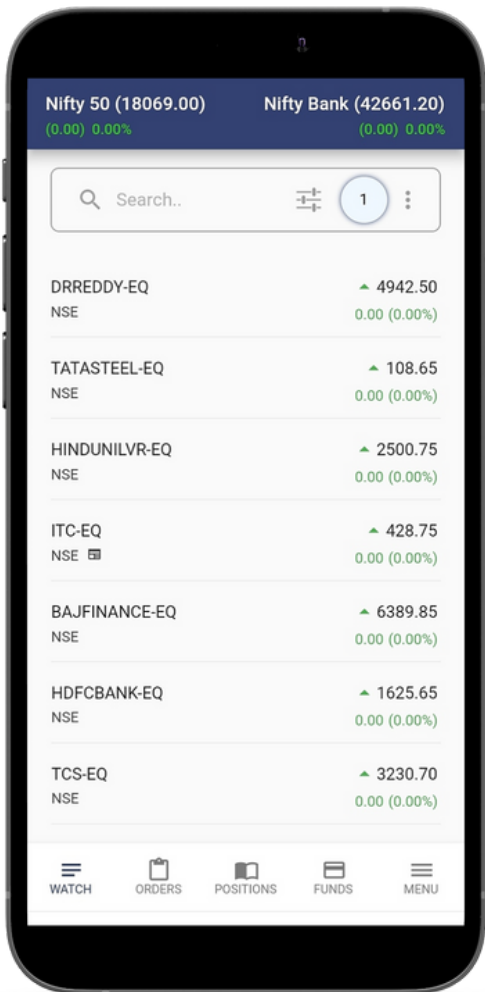 Nifty 50 (18069.00) Nifty Bank (42661.20)
(0.00) 0.00% (0.00) 0.00%
Search.. 1
DRREDDY-EQ 4942.50
NSE 0.00 (0.00%)
TATASTEEL-EQ 108.65
NSE 0.00 (0.00%)
HINDUNILVR-EQ 2500.75
NSE 0.00 (0.00%)
ITC-EQ 428.75
NSE 0.00 (0.00%)
BAJFINANCE-EQ 6389.85
NSE 0.00 (0.00%)
HDFCBANK-EQ 1625.65
NSE 0.00 (0.00%)
TCS-EQ 3230.70
NSE 0.00 (0.00%)
WATCH ORDERS POSITIONS FUNDS MENU